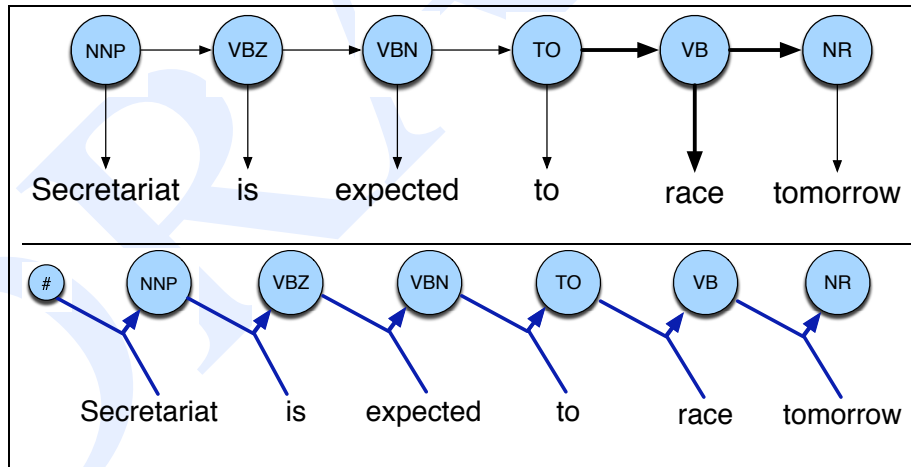 NNP VBZ VBN TO VB NR
Secretariat is expected to race tomorrow
# NNP VBZ VBN TO VB NR
Secretariat is expected to race tomorrow